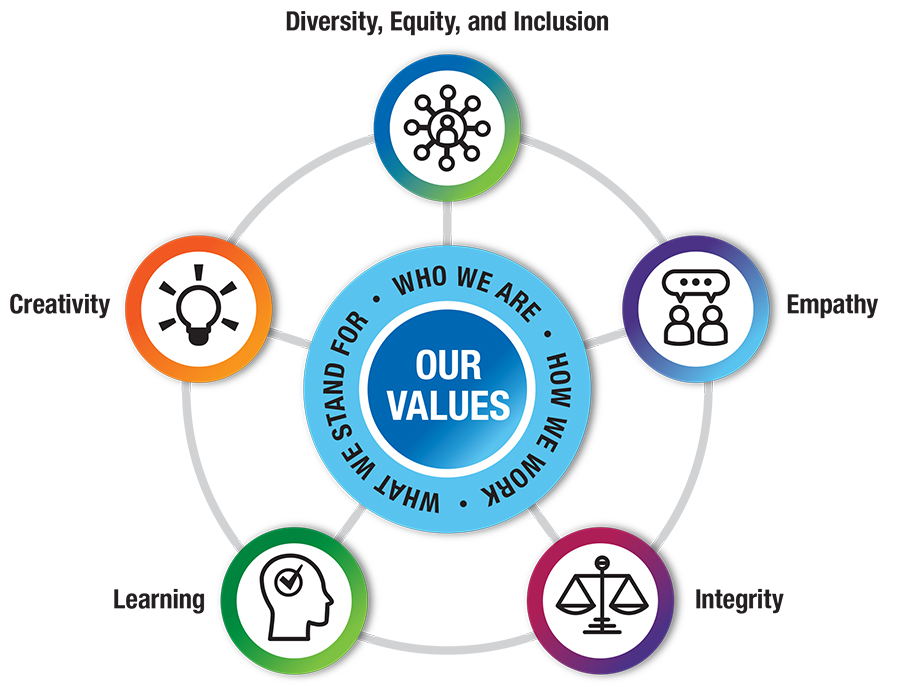 Diversity, Equity, and Inclusion
Creativity
Empathy
WHO WE ARE • HOW WE WORK • WHAT WE STAND FOR •
OUR
VALUES
Learning
Integrity